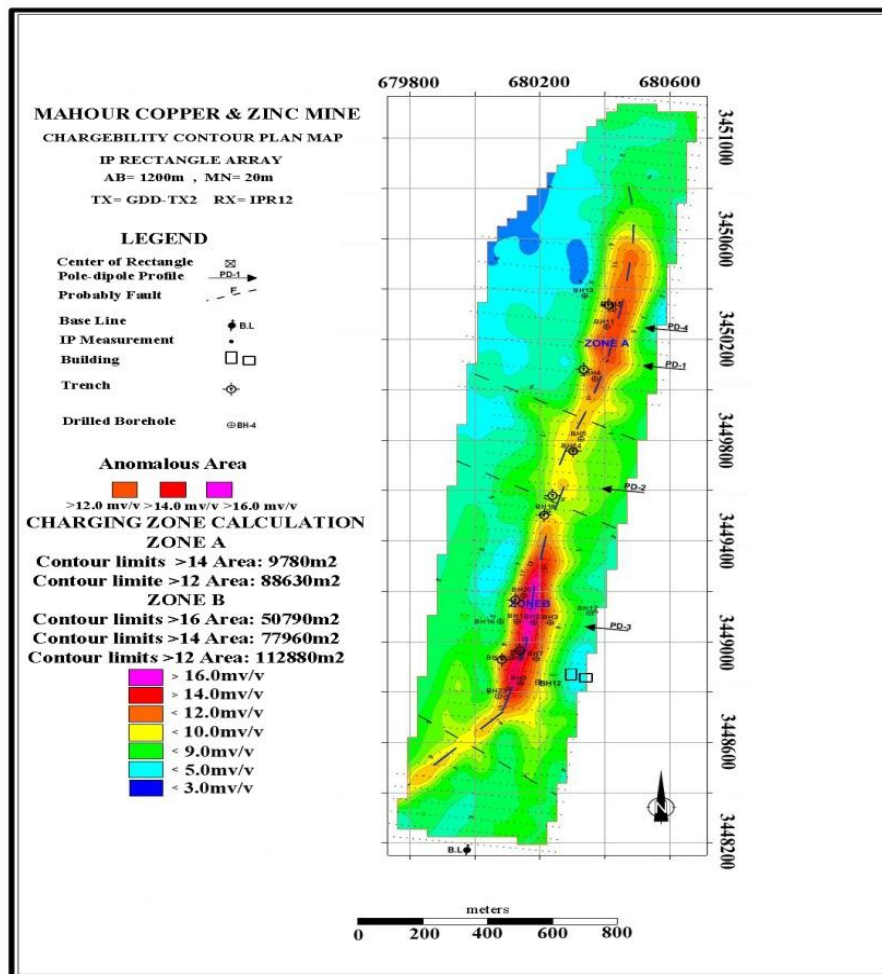 679800 680200 680600
MAHOUR COPPER & ZINC MINE
CHARGEBILITY CONTOUR PLAN MAP
IP RECTANGLE ARRAY
AB= 1200m , MN= 20m
TX= GDD-TX2 RX= IPR12
LEGEND
Center of Rectangle
Pole-dipole Profile PD-1
Probably Fault F
Base Line B.L
IP Measurement
Building
Trench
Drilled Borehole BH-4
Anomalous Area
>12.0 mv/v >14.0 mv/v >16.0 mv/v
CHARGING ZONE CALCULATION
ZONE A
Contour limits >14 Area: 9780m2
Contour limite >12 Area: 88630m2
ZONE B
Contour limits >16 Area: 50790m2
Contour limits >14 Area: 77960m2
Contour limits >12 Area: 112880m2
> 16.0mv/v
> 14.0mv/v
< 12.0mv/v
< 10.0mv/v
< 9.0mv/v
< 5.0mv/v
< 3.0mv/v
3451000
3450600
3450200
3449800
3449400
3449000
3448600
3448200
BH13
BH11
PD-4
ZONE A
PD-1
PD-2
ZONEB
BH17
BH16
BH1
BH2
BH3
PD-3
BH7
BH12
B.L
N
meters
0 200 400 600 800